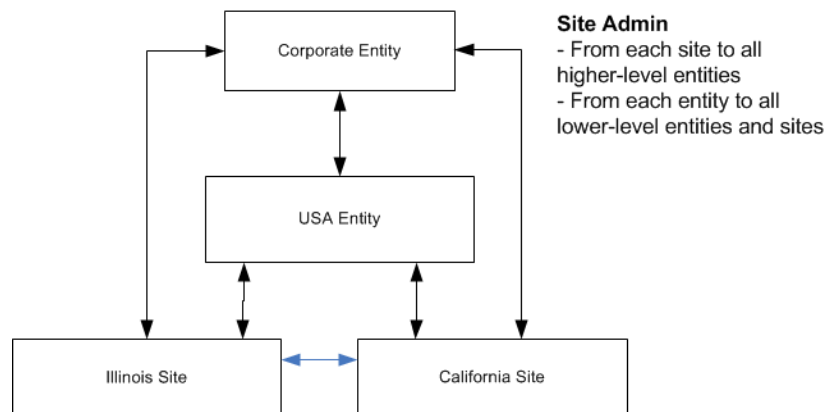 Corporate Entity
Site Admin
- From each site to all
higher-level entities
- From each entity to all
lower-level entities and sites
USA Entity
Illinois Site
California Site